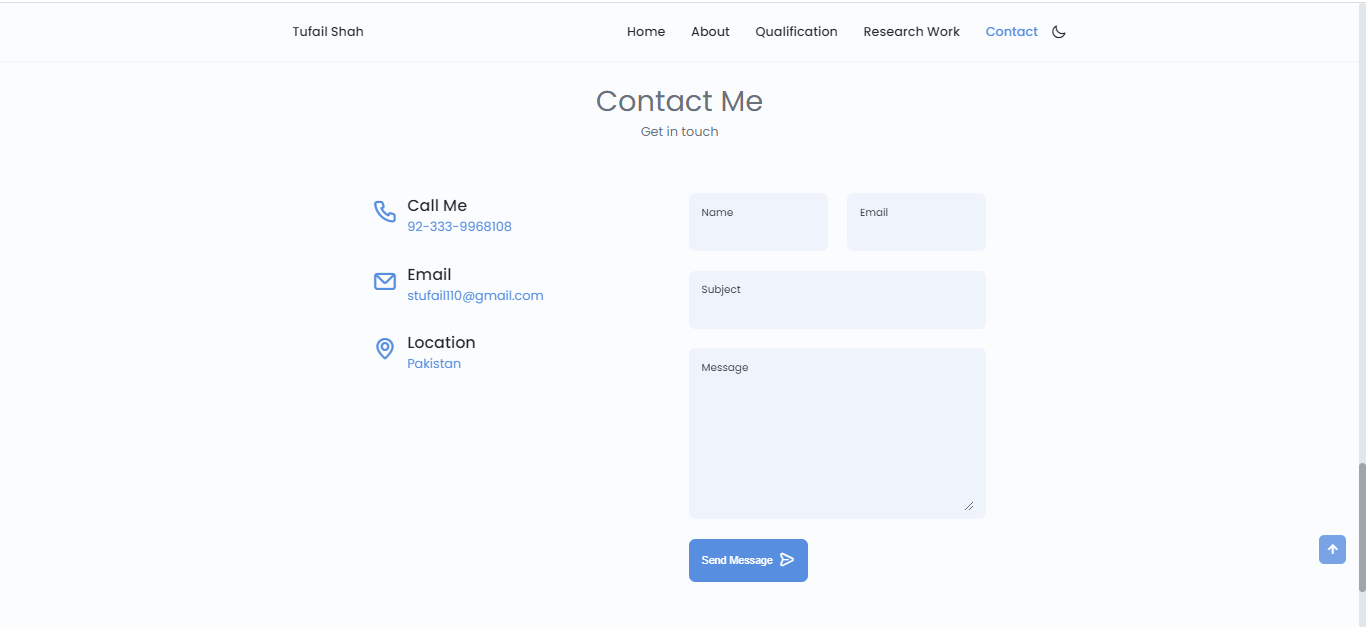 Tufail Shah
Home About Qualification Research Work Contact
Contact Me
Get in touch
Call Me
92-333-9968108
Email
stufail110@gmail.com
Location
Pakistan
Name Email
Subject
Message
Send Message